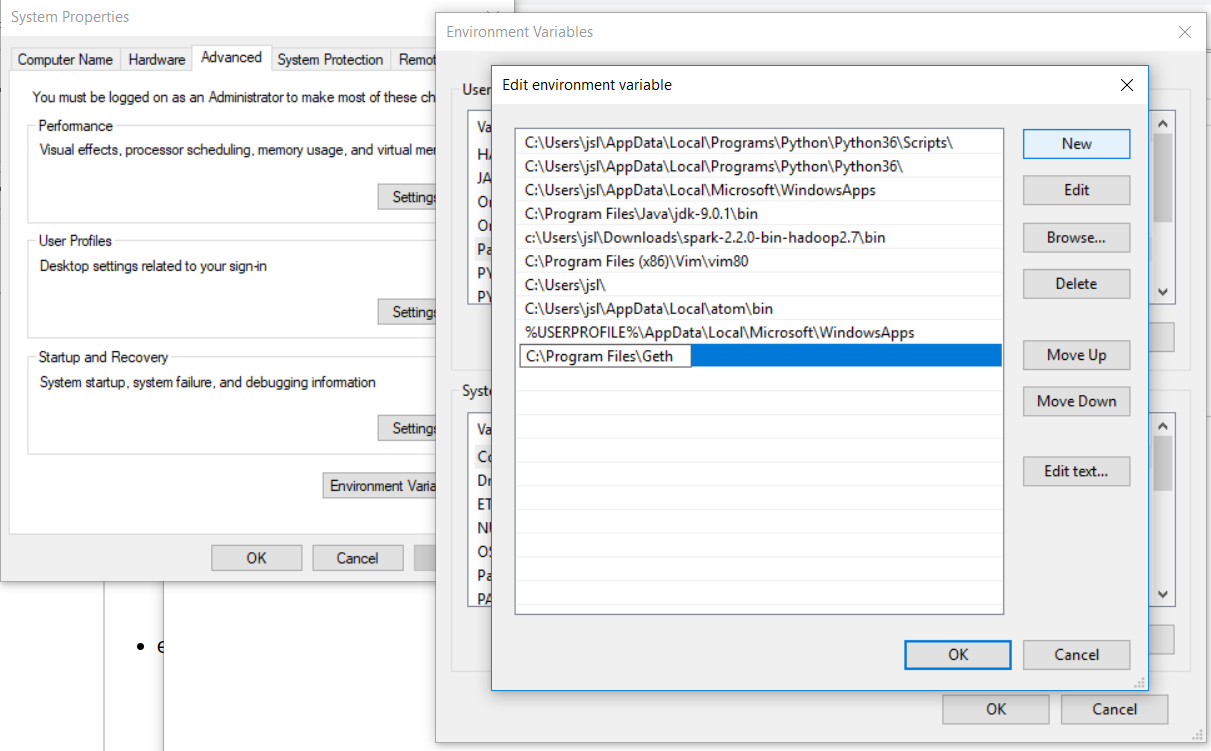 System Properties
Computer Name Hardware Advanced System Protection Remot
You must be logged on as an Administrator to make most of these ch
Performance
Visual effects, processor scheduling, memory usage, and virtual mer
Settings
User Profiles
Desktop settings related to your sign-in
Settings
Startup and Recovery
System startup, system failure, and debugging information
Settings
Environment Varia
OK Cancel
Environment Variables
User
Va
HA
JA
On
On
Pa
PY
PY
Syste
Va
Co
Dr
ET
NU
OS
Pa
PA
OK Cancel
Edit environment variable
C:\Users\jsl\AppData\Local\Programs\Python\Python36\Scripts\
C:\Users\jsl\AppData\Local\Programs\Python\Python36\
C:\Users\jsl\AppData\Local\Microsoft\WindowsApps
C:\Program Files\Java\jdk-9.0.1\bin
c:\Users\jsl\Downloads\spark-2.2.0-bin-hadoop2.7\bin
C:\Program Files (x86)\Vim\vim80
C:\Users\jsl\
C:\Users\jsl\AppData\Local\atom\bin
%USERPROFILE%\AppData\Local\Microsoft\WindowsApps
C:\Program Files\Geth
New
Edit
Browse...
Delete
Move Up
Move Down
Edit text...
OK Cancel